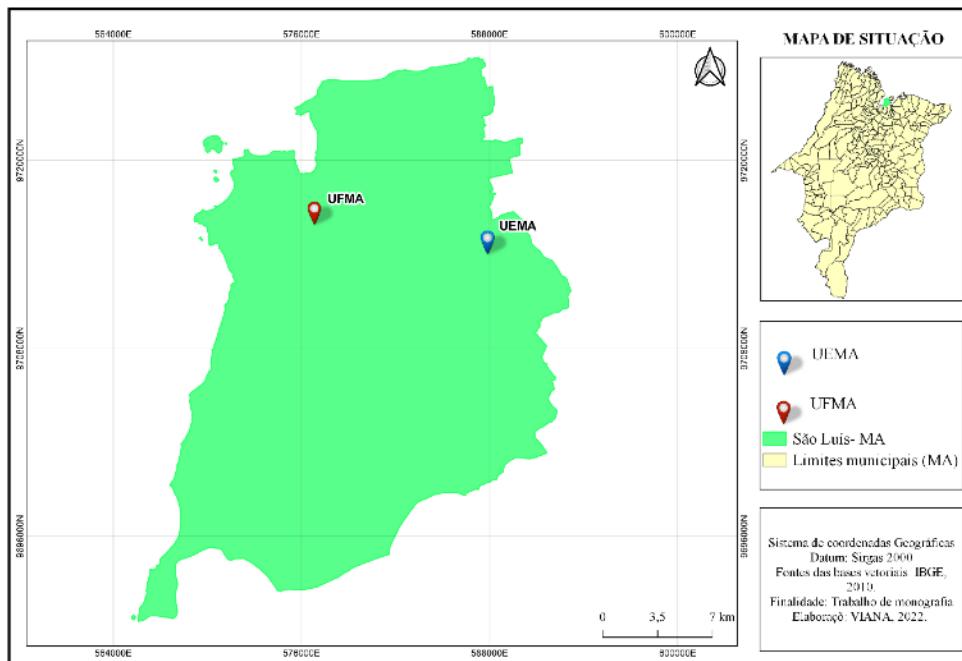 564000E 576000E 588000E 600000E
MAPA DE SITUAÇÃO
9720000N 9720000N
UFMA
UEMA
9708000N 9708000N
UEMA
UFMA
São Luís- MA
Limites municipais (MA)
9696000N 9696000N
Sistema de coordenadas Geográficas
Datum: Sirgas 2000
Fontes das bases vetoriais IBGE,
2010.
Finalidade: Trabalho de monografia
Elaboraçõ: VIANA, 2022.
0 3,5 7 km
564000E 576000E 588000E 600000E